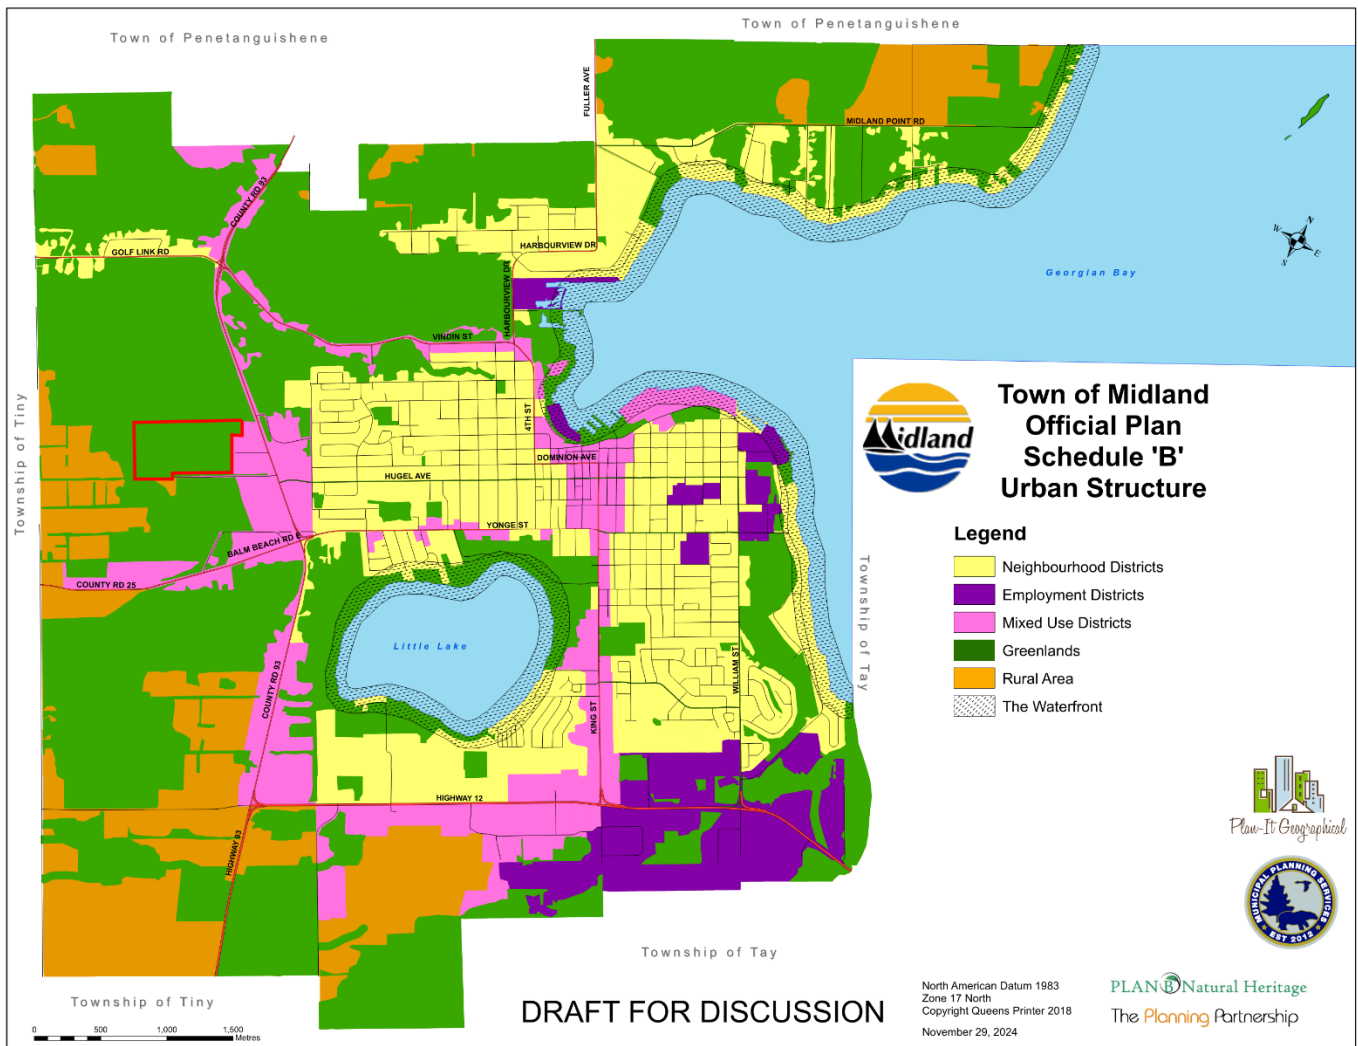 Town of Penetanguishene
Town of Penetanguishene
FULLER AVE
MIDLAND POINT RD
COUNTY RD 93
GOLF LINK RD
HARBOURVIEW DR
HARBOURVIEW DR
Georgian Bay
N
W
E
S
VINDIN ST
4TH ST
DOMINION AVE
HUGEL AVE
YONGE ST
BALM BEACH RD E
COUNTY RD 25
Township of Tiny
Little Lake
COUNTY RD 93
KING ST
WILLIAM ST
Township of Tay
HIGHWAY 12
HIGHWAY 93
Township of Tay
Township of Tiny
0 500 1,000 1,500
Metres
Midland
Town of Midland
Official Plan
Schedule 'B'
Urban Structure
Legend
Neighbourhood Districts
Employment Districts
Mixed Use Districts
Greenlands
Rural Area
The Waterfront
Plan-It Geographical
MUNICIPAL PLANNING SERVICES
EST 2012
DRAFT FOR DISCUSSION
North American Datum 1983
Zone 17 North
Copyright Queens Printer 2018
November 29, 2024
PLAN B Natural Heritage
The Planning Partnership